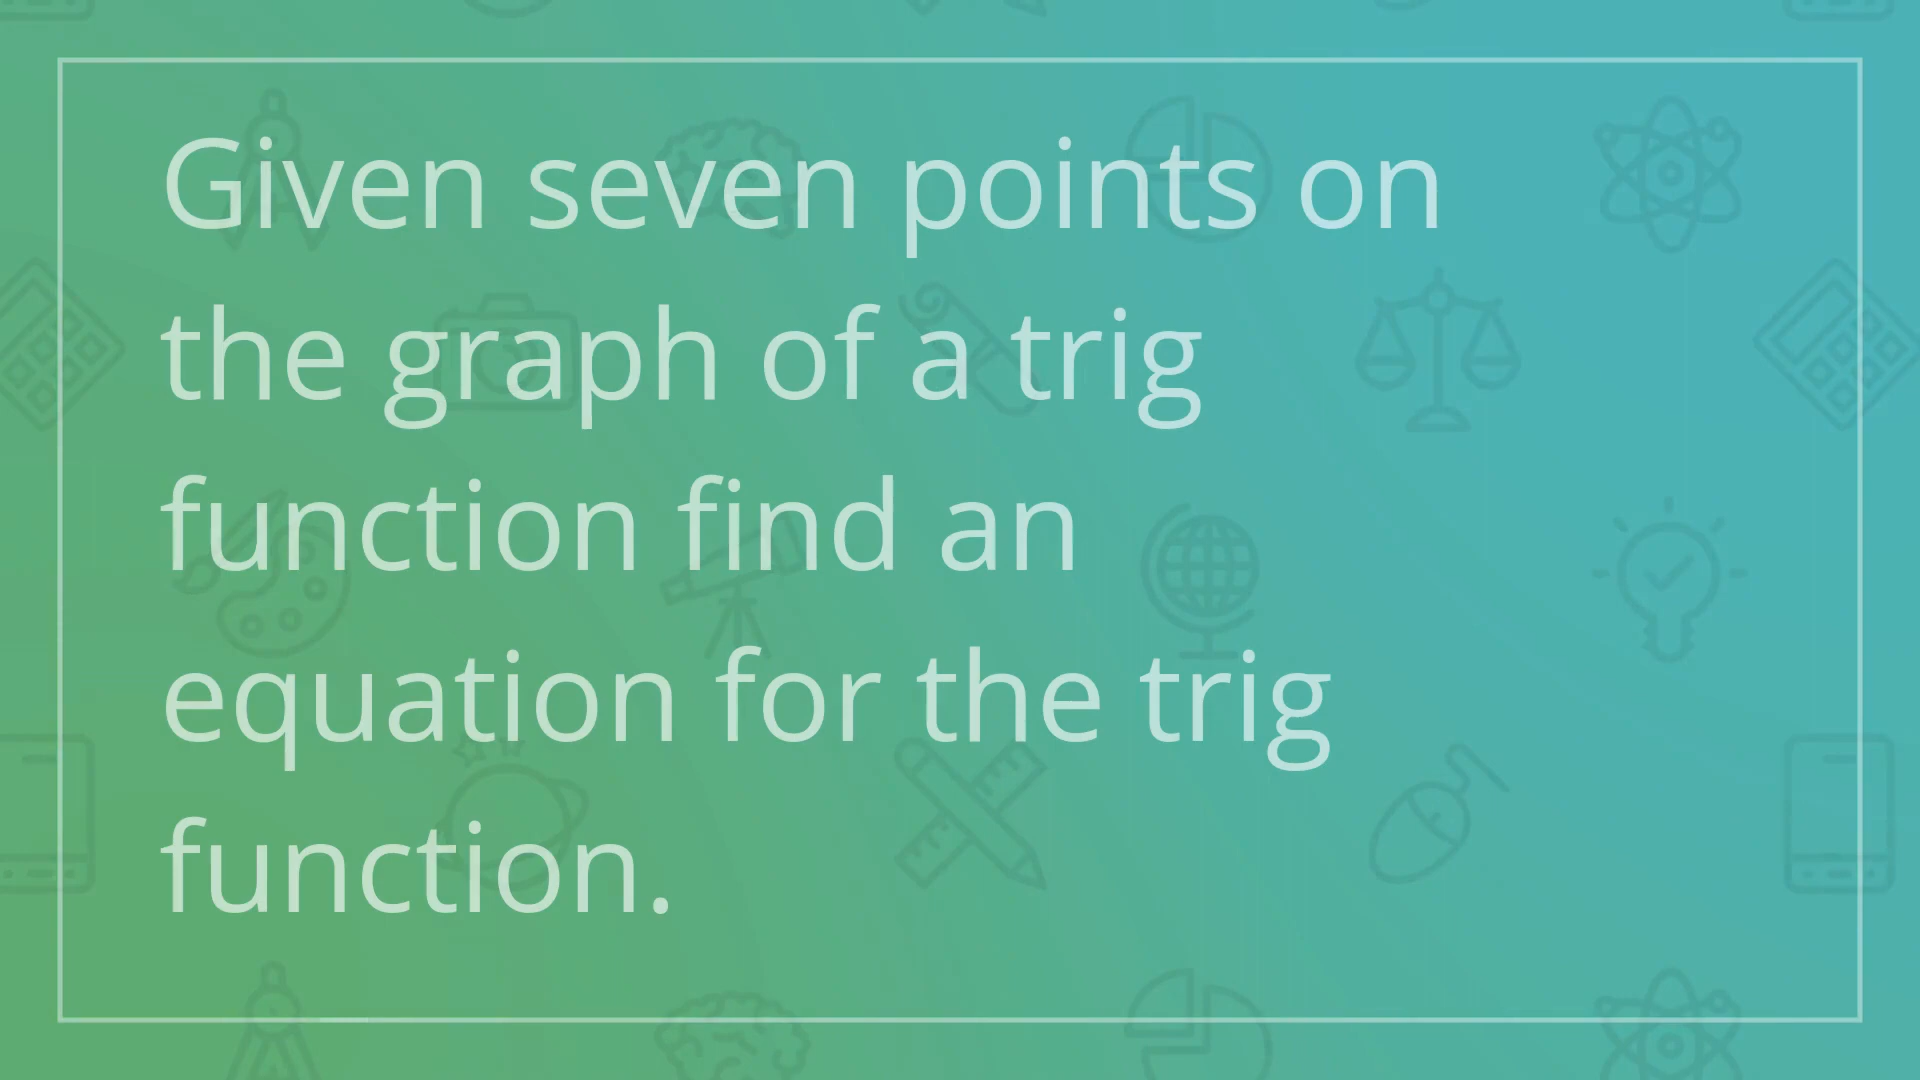 Given seven points on
the graph of a trig
function find an
equation for the trig
function.